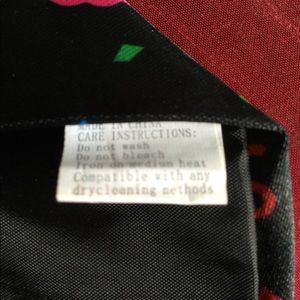 MADE IN CHINA
CARE INSTRUCTIONS:
Do not wash
Do not bleach
Iron on medium heat
Compatible with any
drycleaning methods